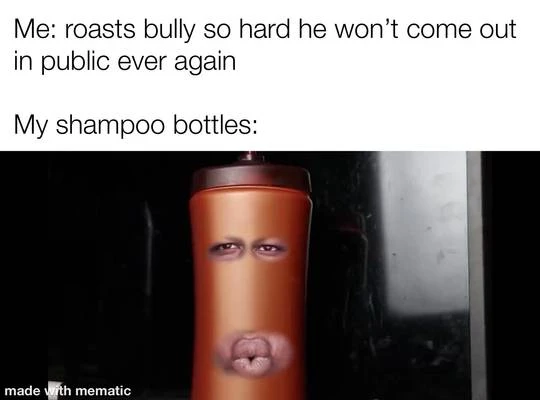 Me: roasts bully so hard he won’t come out
in public ever again
My shampoo bottles:
made with mematic